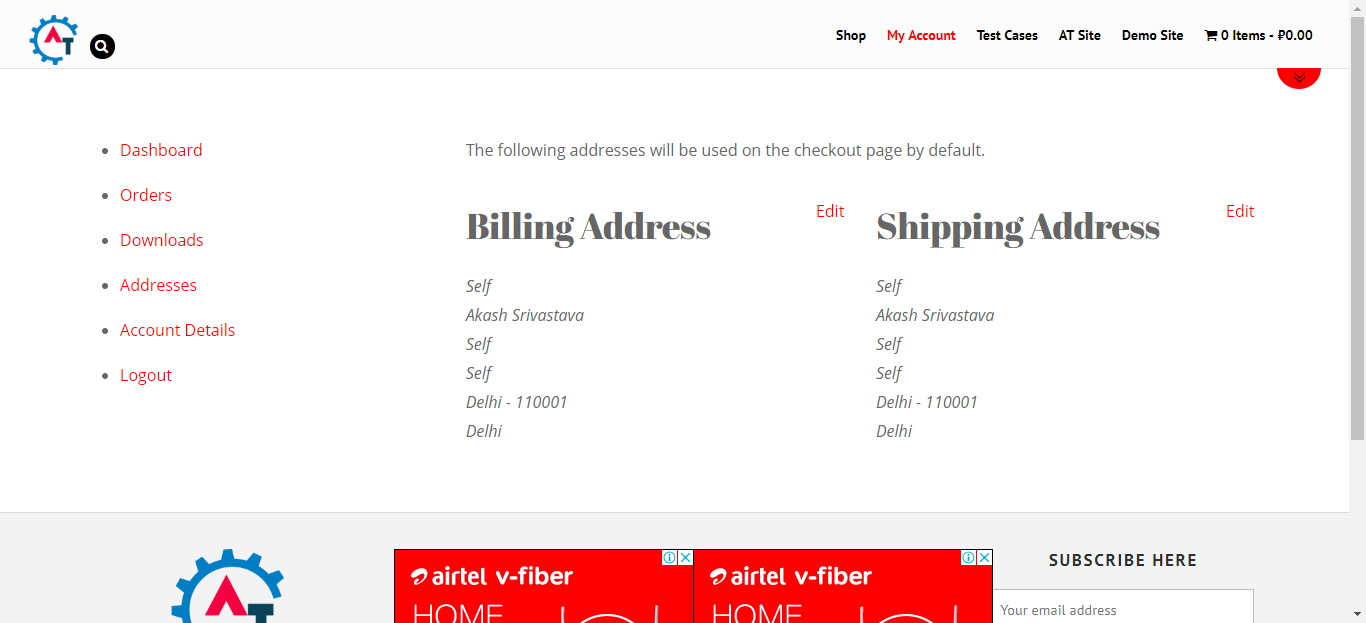 AT
Shop
My Account
Test Cases
AT Site
Demo Site
0 Items - ₽0.00
Dashboard
Orders
Downloads
Addresses
Account Details
Logout
The following addresses will be used on the checkout page by default.
Billing Address
Edit
Self
Akash Srivastava
Self
Self
Delhi - 110001
Delhi
Shipping Address
Edit
Self
Akash Srivastava
Self
Self
Delhi - 110001
Delhi
AT
airtel v-fiber
HOME
airtel v-fiber
HOME
SUBSCRIBE HERE
Your email address